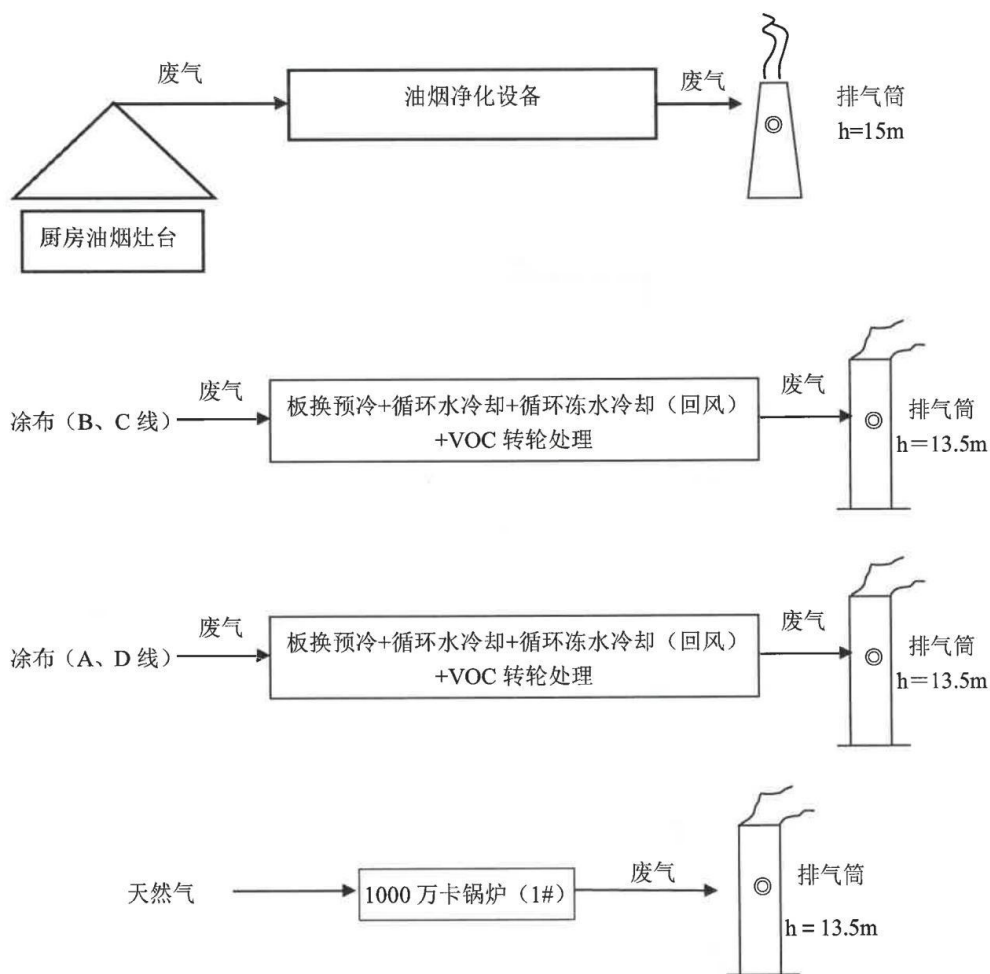 废气
油烟净化设备
废气
排气筒
h=15m
厨房油烟灶台
涂布（B、C 线）
废气
板换预冷+循环水冷却+循环冻水冷却（回风）
+VOC 转轮处理
废气
排气筒
h＝13.5m
涂布（A、D 线）
废气
板换预冷+循环水冷却+循环冻水冷却（回风）
+VOC 转轮处理
废气
排气筒
h＝13.5m
天然气
1000 万卡锅炉（1#）
废气
排气筒
h = 13.5m